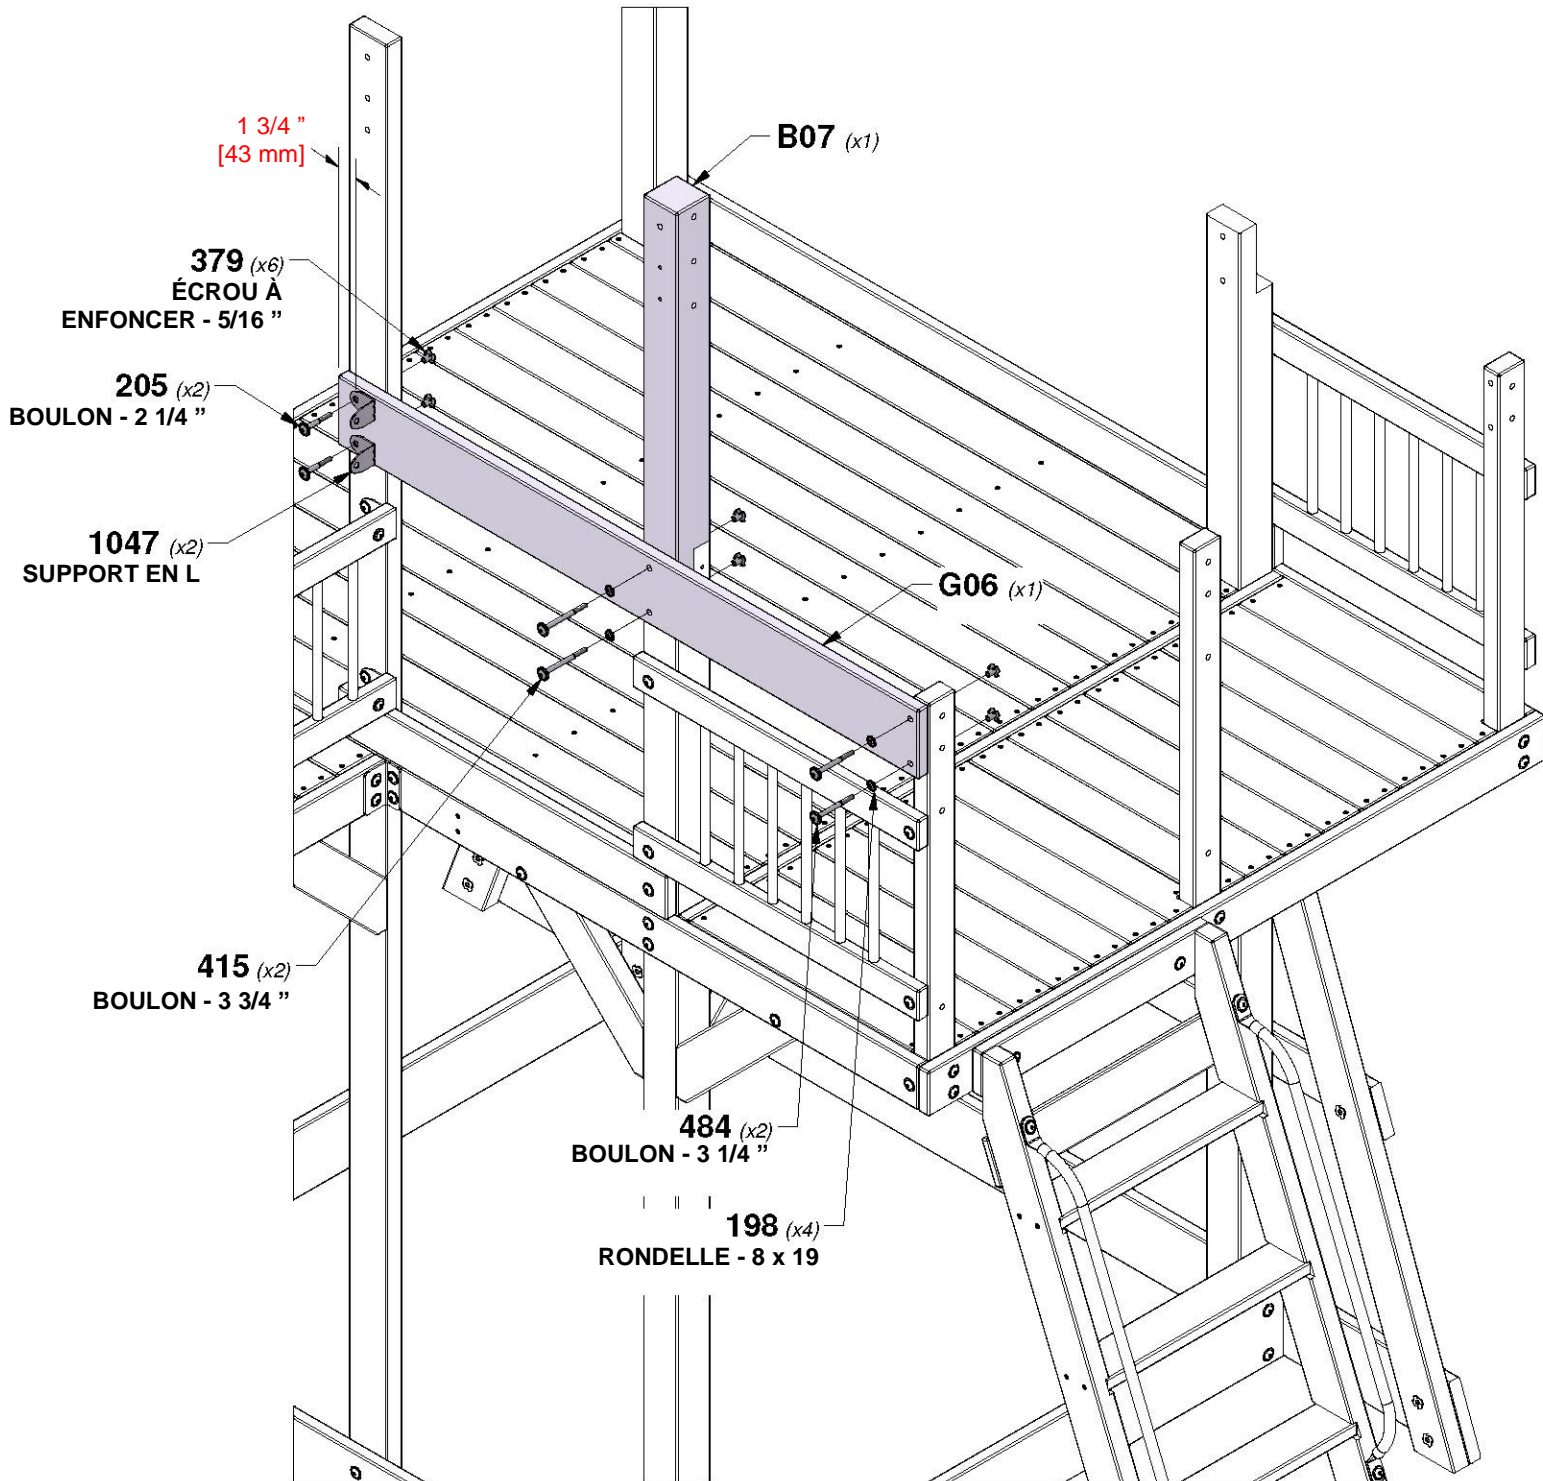 1 3/4 ”
[43 mm]
B07 (x1)
379 (x6)
ÉCROU À
ENFONCER - 5/16 ”
205 (x2)
BOULON - 2 1/4 ”
1047 (x2)
SUPPORT EN L
G06 (x1)
415 (x2)
BOULON - 3 3/4 ”
484 (x2)
BOULON - 3 1/4 ”
198 (x4)
RONDELLE - 8 x 19